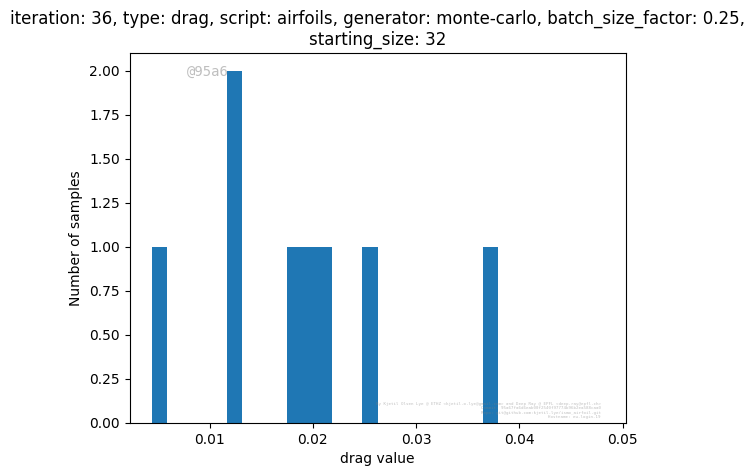 iteration: 36, type: drag, script: airfoils, generator: monte-carlo, batch_size_factor: 0.25,
starting_size: 32
@95a6
2.00
1.75
1.50
1.25
1.00
0.75
0.50
0.25
0.00
Number of samples
0.01 0.02 0.03 0.04 0.05
drag value